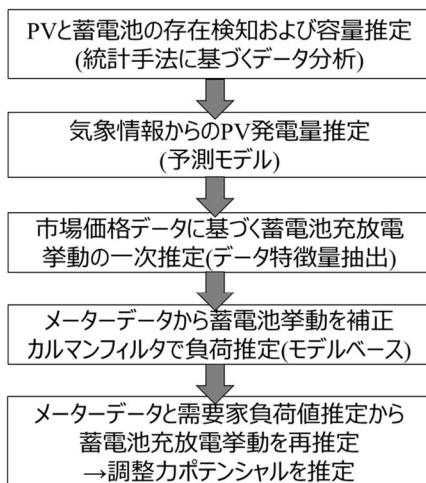 PVと蓄電池の存在検知および容量推定
(統計手法に基づくデータ分析)
気象情報からのPV発電量推定
(予測モデル)
市場価格データに基づく蓄電池充放電
挙動の一次推定(データ特徴量抽出)
メーターデータから蓄電池挙動を補正
カルマンフィルタで負荷推定(モデルベース)
メーターデータと需要家負荷値推定から
蓄電池充放電挙動を再推定
→調整力ポテンシャルを推定